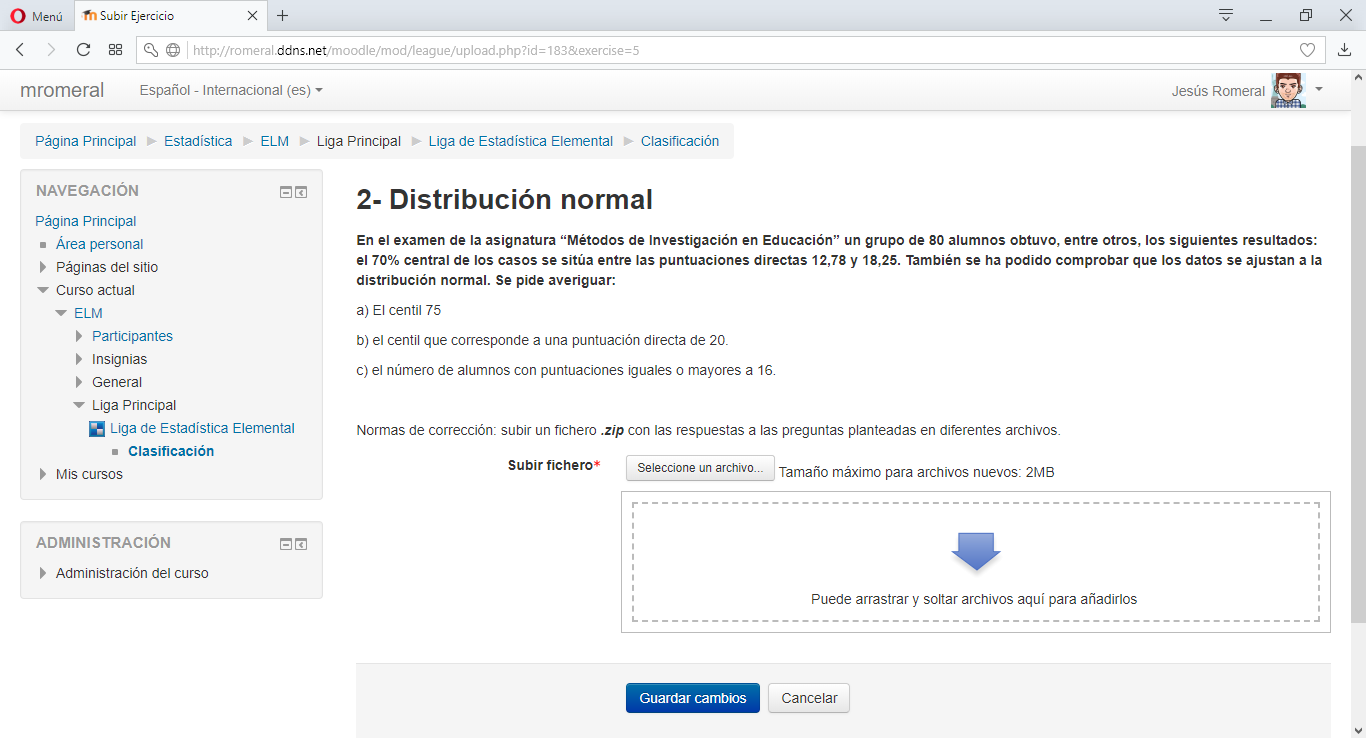 Menú
Subir Ejercicio
http://romeral.ddns.net/moodle/mod/league/upload.php?id=183&exercise=5
mromeral
Español - Internacional (es)
Jesús Romeral
Página Principal
Estadística
ELM
Liga Principal
Liga de Estadística Elemental
Clasificación
NAVEGACIÓN
Página Principal
Área personal
Páginas del sitio
Curso actual
ELM
Participantes
Insignias
General
Liga Principal
Liga de Estadística Elemental
Clasificación
Mis cursos
ADMINISTRACIÓN
Administración del curso
2- Distribución normal
En el examen de la asignatura “Métodos de Investigación en Educación” un grupo de 80 alumnos obtuvo, entre otros, los siguientes resultados:
el 70% central de los casos se sitúa entre las puntuaciones directas 12,78 y 18,25. También se ha podido comprobar que los datos se ajustan a la
distribución normal. Se pide averiguar:
a) El centil 75
b) el centil que corresponde a una puntuación directa de 20.
c) el número de alumnos con puntuaciones iguales o mayores a 16.
Normas de corrección: subir un fichero .zip con las respuestas a las preguntas planteadas en diferentes archivos.
Subir fichero*
Seleccione un archivo...
Tamaño máximo para archivos nuevos: 2MB
Puede arrastrar y soltar archivos aquí para añadirlos
Guardar cambios
Cancelar